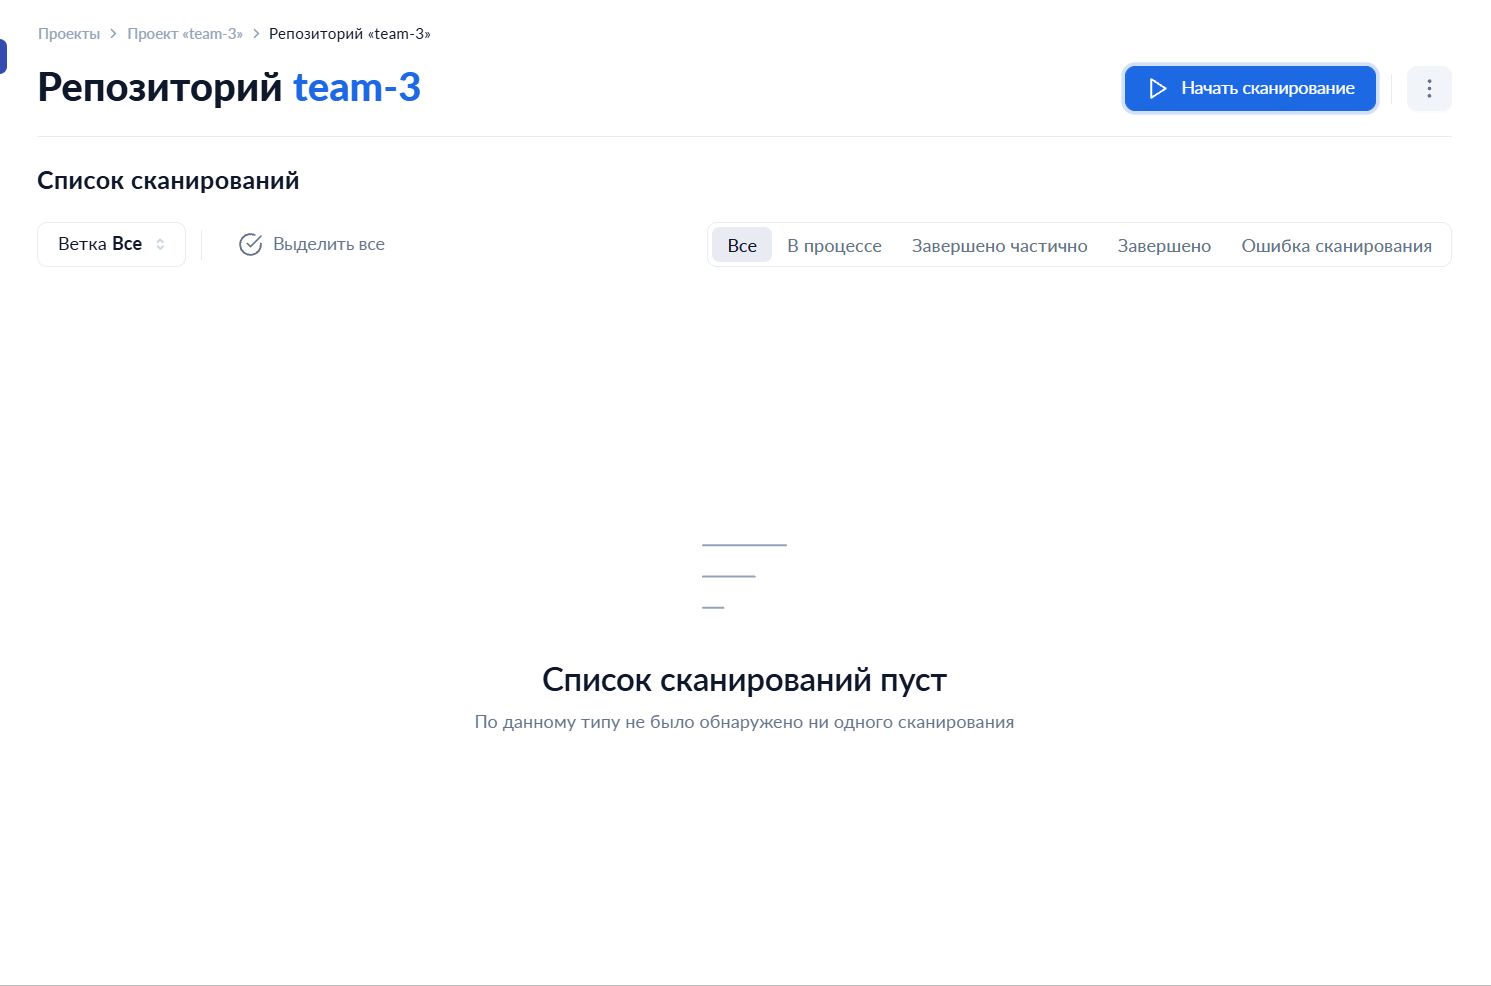 Проекты > Проект «team-3» > Репозиторий «team-3»
Репозиторий team-3
Начать сканирование
Список сканирований
Ветка Все
Выделить все
Все
В процессе
Завершено частично
Завершено
Ошибка сканирования
Список сканирований пуст
По данному типу не было обнаружено ни одного сканирования